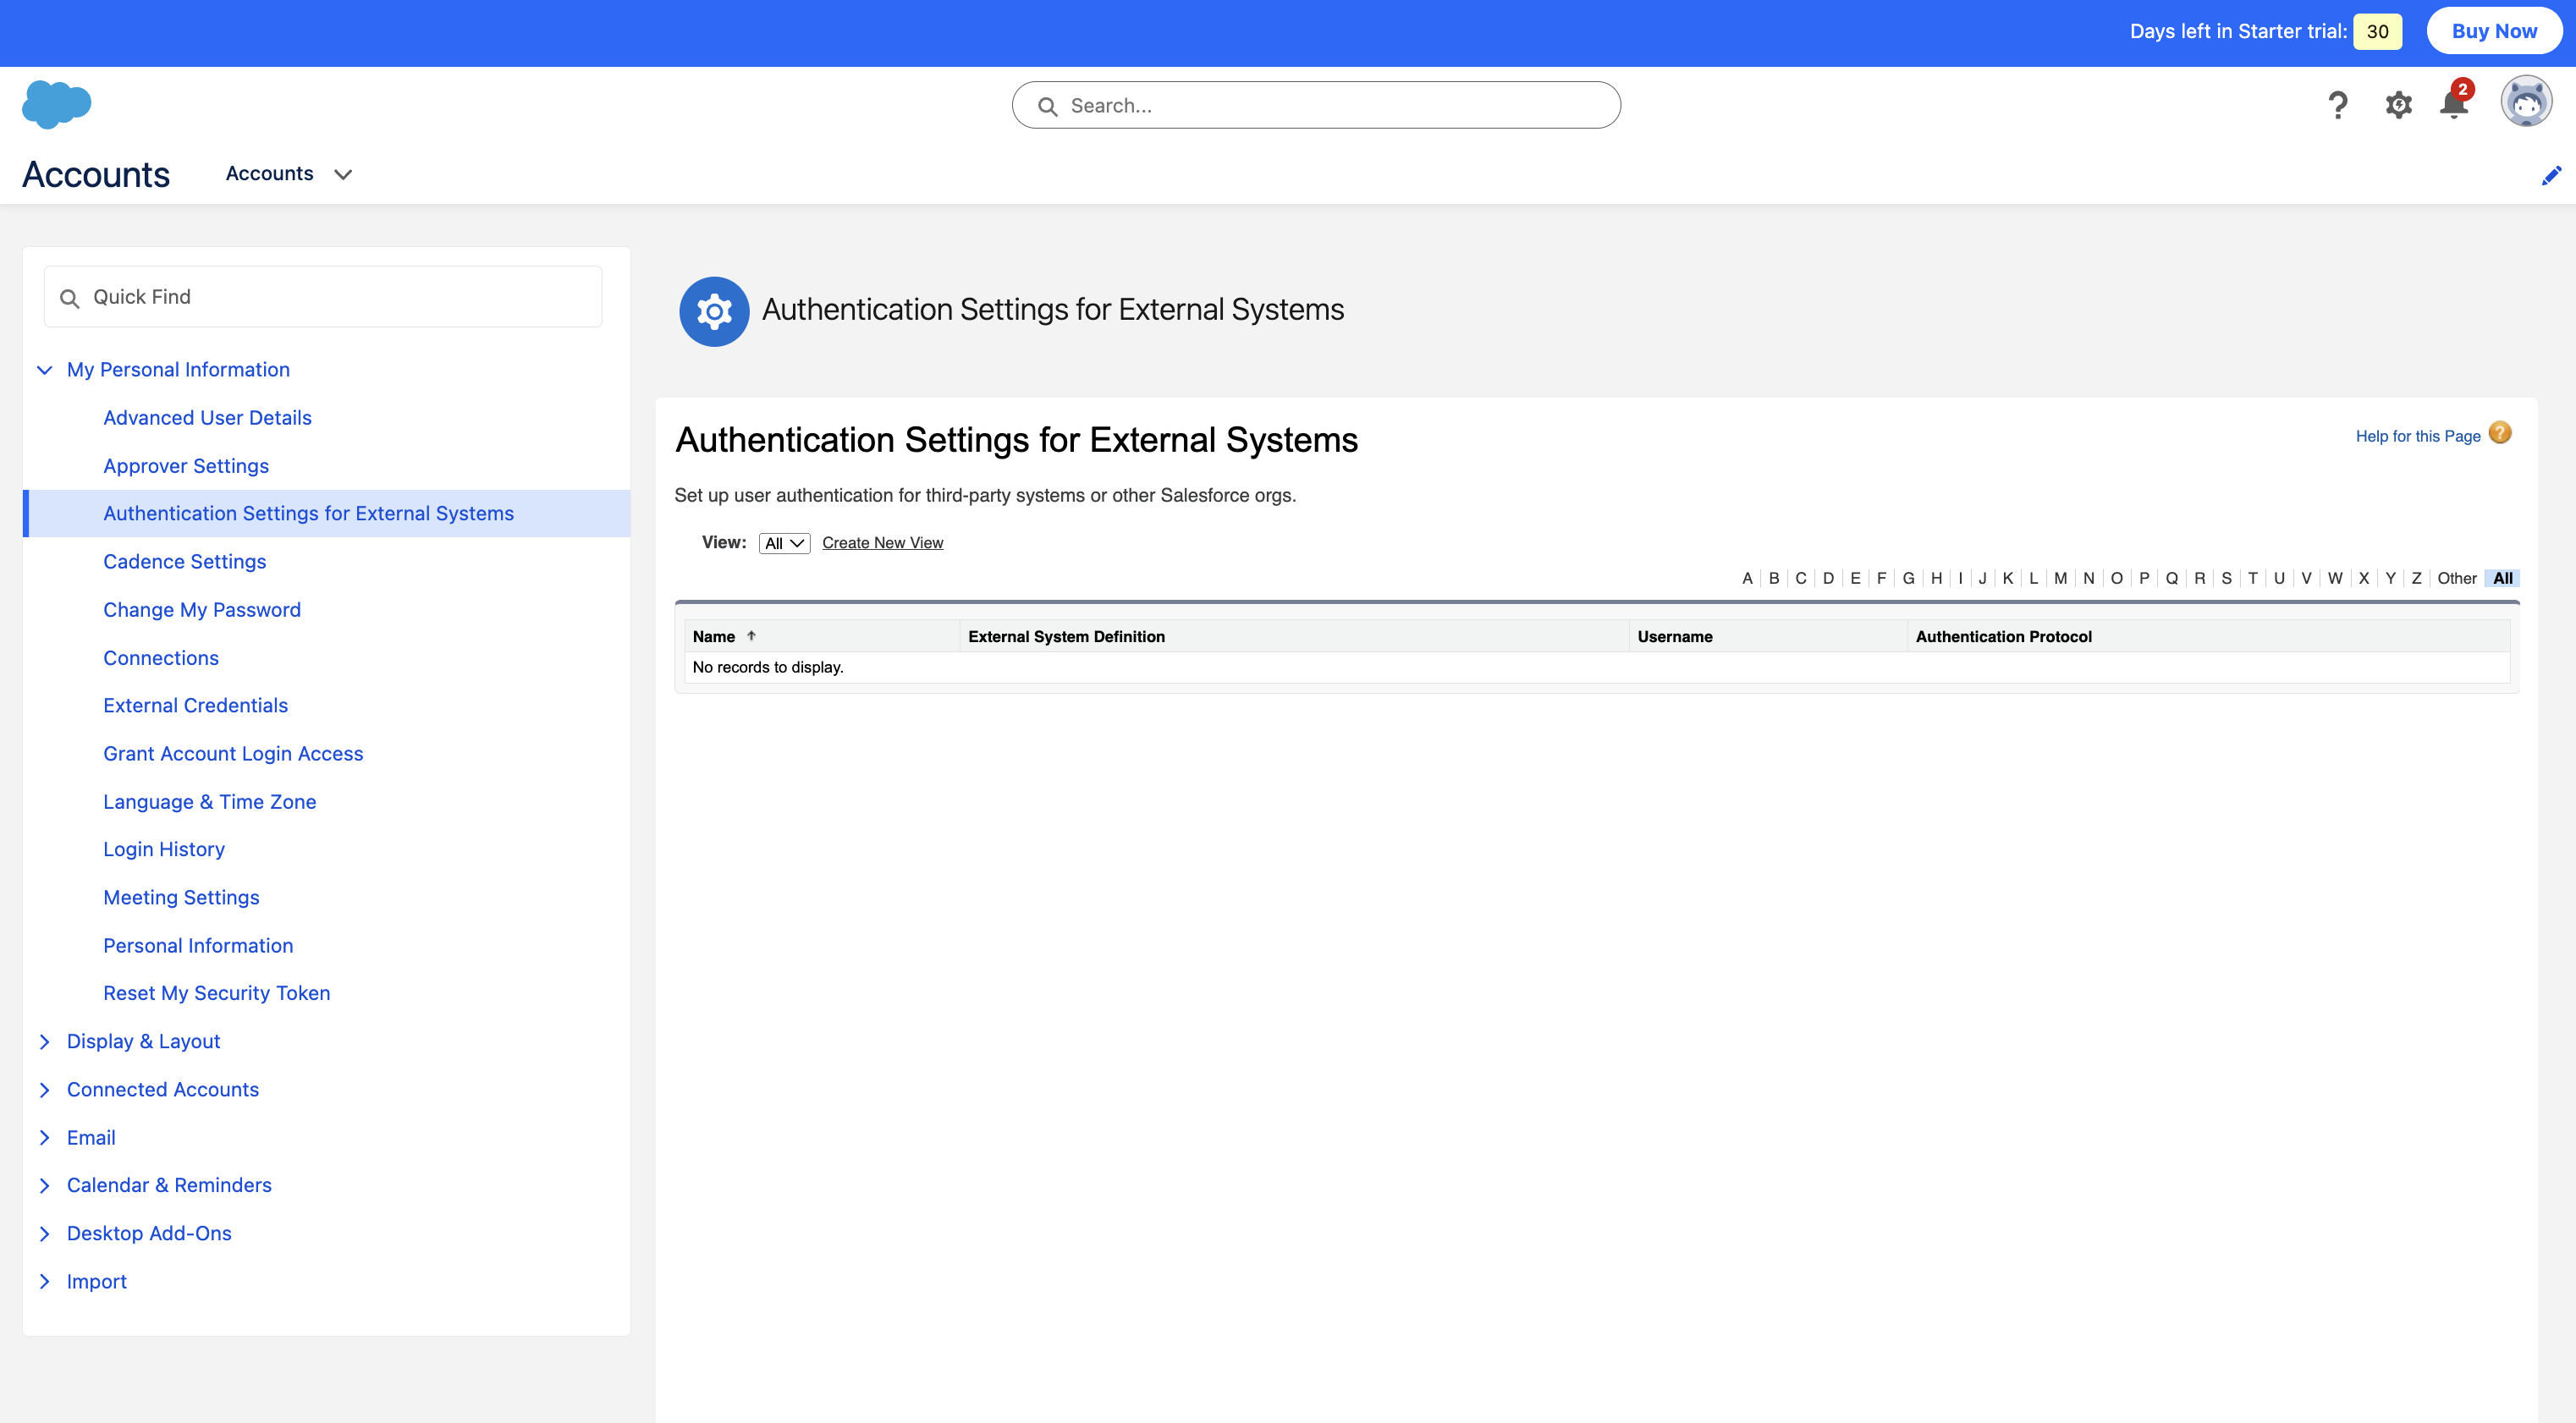 Days left in Starter trial: 30 Buy Now
Search...
2
Accounts Accounts
Quick Find
My Personal Information
Advanced User Details
Approver Settings
Authentication Settings for External Systems
Cadence Settings
Change My Password
Connections
External Credentials
Grant Account Login Access
Language & Time Zone
Login History
Meeting Settings
Personal Information
Reset My Security Token
Display & Layout
Connected Accounts
Email
Calendar & Reminders
Desktop Add-Ons
Import
Authentication Settings for External Systems
Authentication Settings for External Systems
Help for this Page ?
Set up user authentication for third-party systems or other Salesforce orgs.
View: All Create New View
A | B | C | D | E | F | G | H | I | J | K | L | M | N | O | P | Q | R | S | T | U | V | W | X | Y | Z | Other | All
Name ↑ External System Definition Username Authentication Protocol
No records to display.